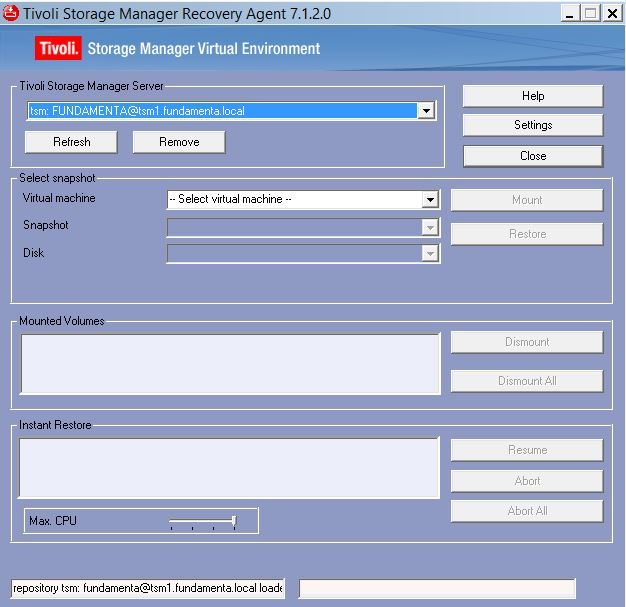 Tivoli Storage Manager Recovery Agent 7.1.2.0
Tivoli. Storage Manager Virtual Environment
Tivoli Storage Manager Server
tsm: FUNDAMENTA@tsm1.fundamenta.local
Refresh
Remove
Help
Settings
Close
Select snapshot
Virtual machine
-- Select virtual machine --
Mount
Snapshot
Restore
Disk
Mounted Volumes
Dismount
Dismount All
Instant Restore
Resume
Abort
Abort All
Max. CPU
repository tsm: fundamenta@tsm1.fundamenta.local loade